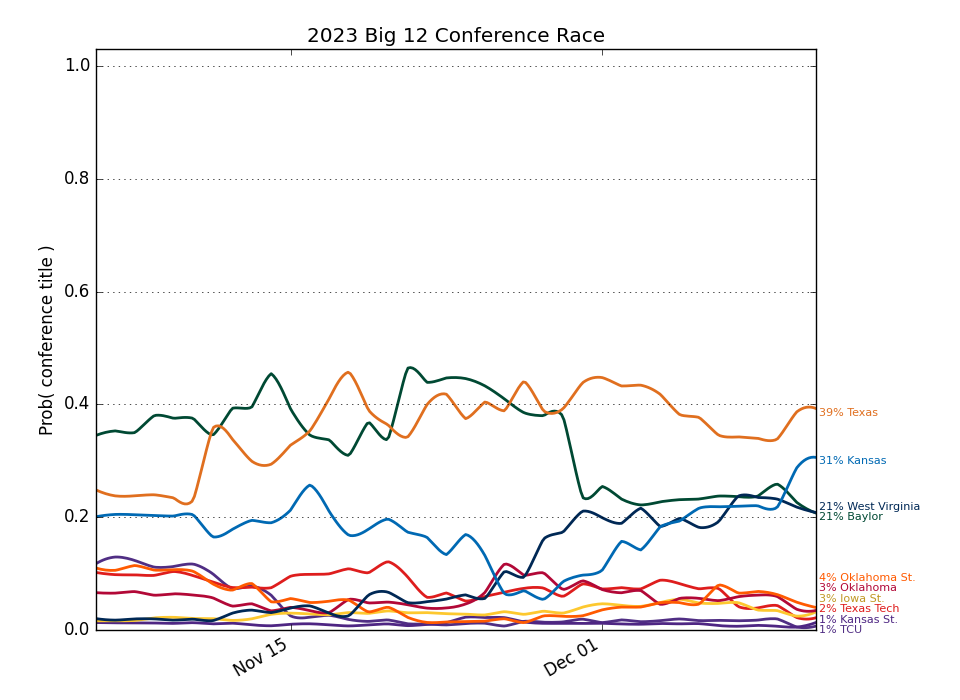 2023 Big 12 Conference Race
Prob( conference title )
1.0
0.8
0.6
0.4
0.2
0.0
Nov 15
Dec 01
39% Texas
31% Kansas
21% West Virginia
21% Baylor
4% Oklahoma St.
3% Oklahoma
3% Iowa St.
2% Texas Tech
1% Kansas St.
1% TCU